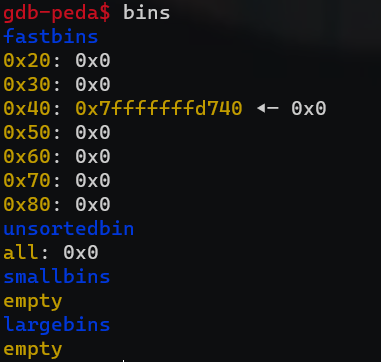 gdb-peda$ bins
fastbins
0x20: 0x0
0x30: 0x0
0x40: 0x7fffffffd740 ◂— 0x0
0x50: 0x0
0x60: 0x0
0x70: 0x0
0x80: 0x0
unsortedbin
all: 0x0
smallbins
empty
largebins
empty